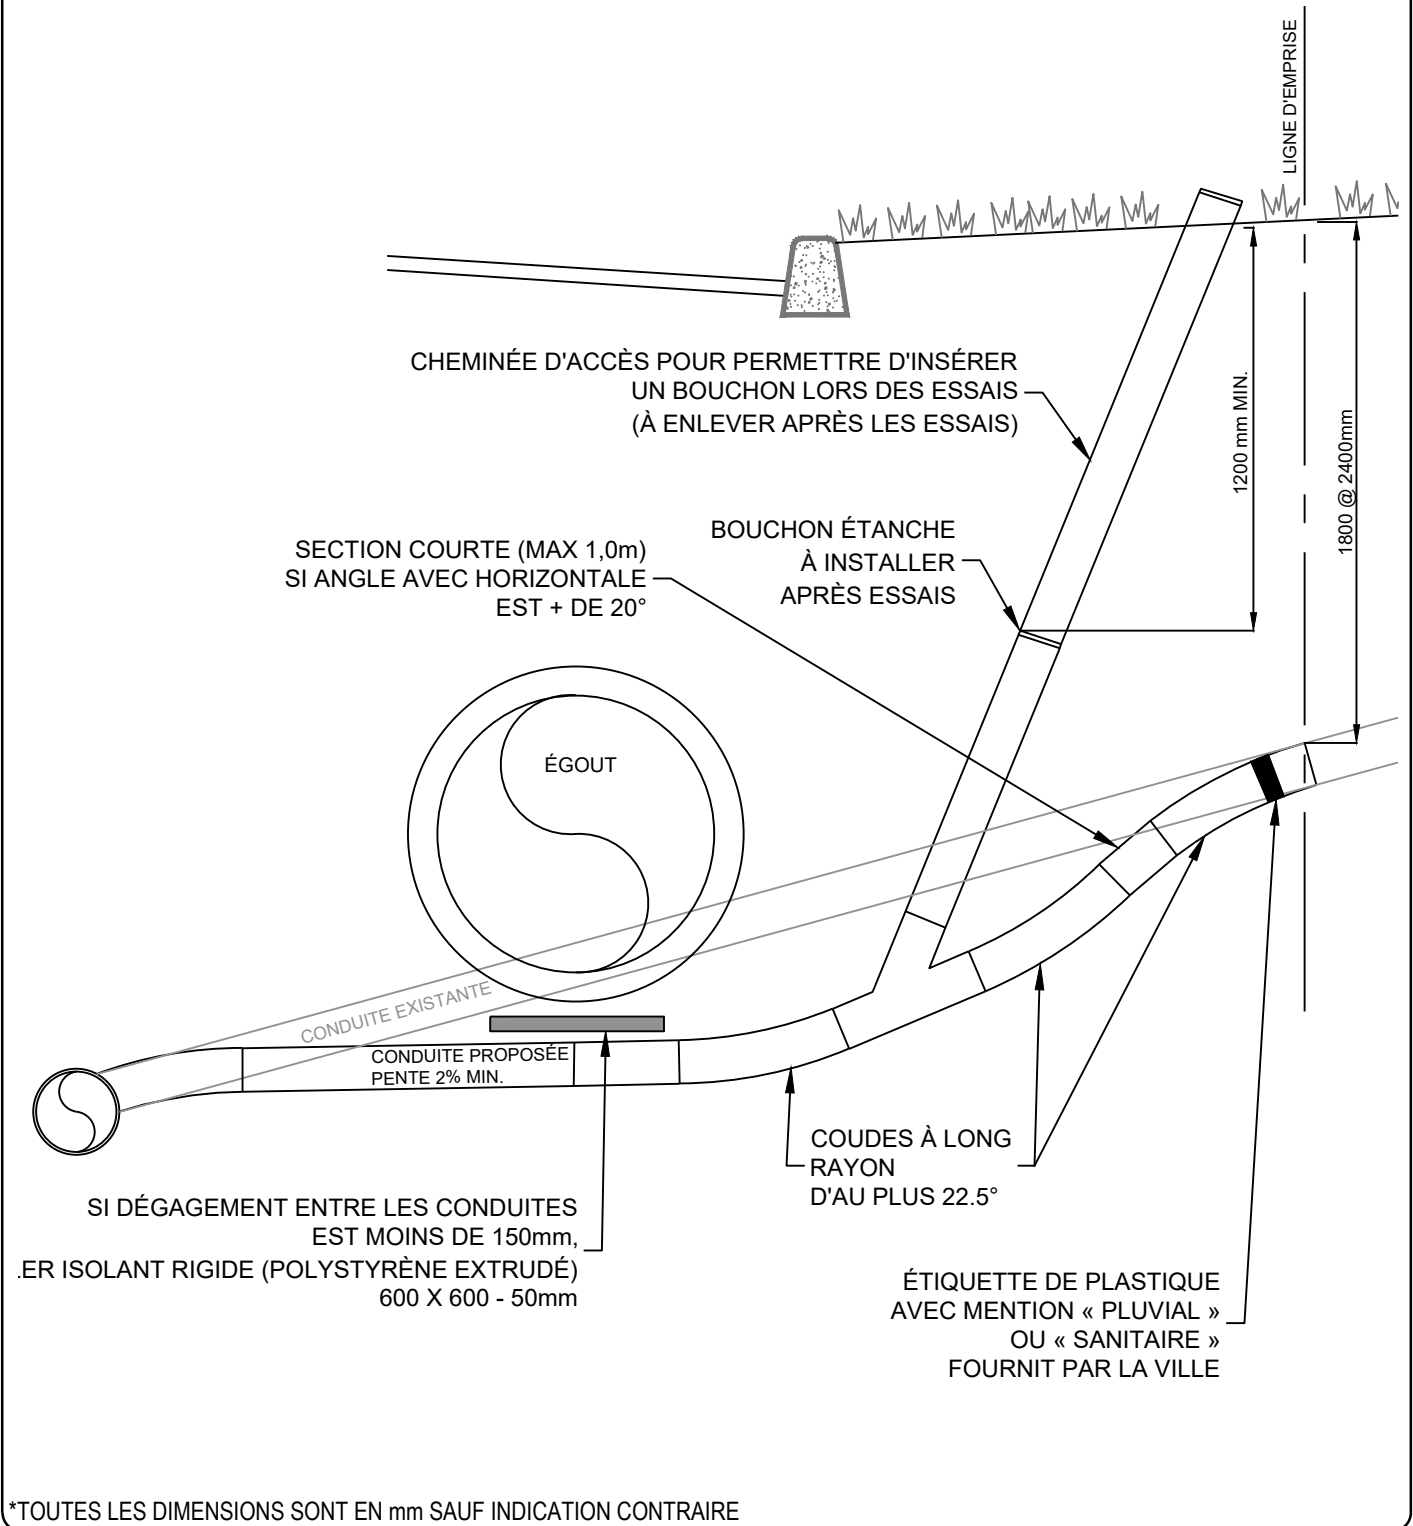 LIGNE D'EMPRISE
CHEMINÉE D'ACCÈS POUR PERMETTRE D'INSÉRER
UN BOUCHON LORS DES ESSAIS
(À ENLEVER APRÈS LES ESSAIS)
1200 mm MIN.
1800 @ 2400mm
BOUCHON ÉTANCHE
À INSTALLER
APRÈS ESSAIS
SECTION COURTE (MAX 1,0m)
SI ANGLE AVEC HORIZONTALE
EST + DE 20°
ÉGOUT
CONDUITE EXISTANTE
CONDUITE PROPOSÉE
PENTE 2% MIN.
COUDES À LONG
RAYON
D'AU PLUS 22.5°
SI DÉGAGEMENT ENTRE LES CONDUITES
EST MOINS DE 150mm,
ER ISOLANT RIGIDE (POLYSTYRÈNE EXTRUDÉ)
600 X 600 - 50mm
ÉTIQUETTE DE PLASTIQUE
AVEC MENTION « PLUVIAL »
OU « SANITAIRE »
FOURNIT PAR LA VILLE
*TOUTES LES DIMENSIONS SONT EN mm SAUF INDICATION CONTRAIRE